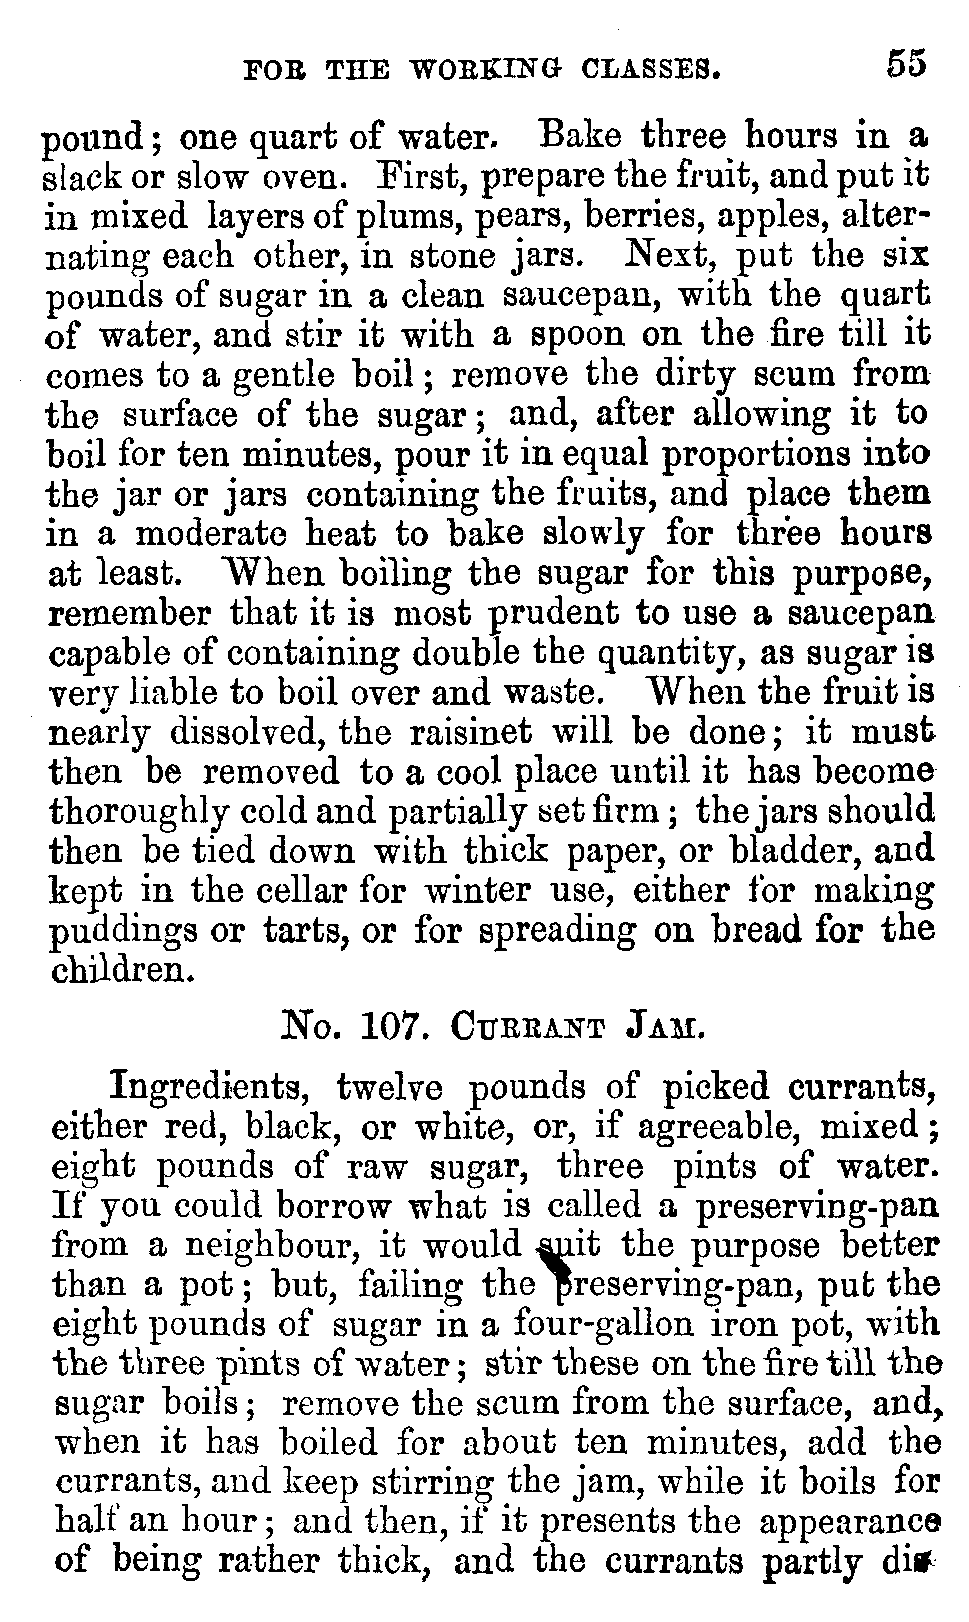 FOR THE WORKING CLASSES. 55
pound; one quart of water. Bake three hours in a
slack or slow oven. First, prepare the fruit, and put it
in mixed layers of plums, pears, berries, apples, alter-
nating each other, in stone jars. Next, put the six
pounds of sugar in a clean saucepan, with the quart
of water, and stir it with a spoon on the fire till it
comes to a gentle boil; remove the dirty scum from
the surface of the sugar; and, after allowing it to
boil for ten minutes, pour it in equal proportions into
the jar or jars containing the fruits, and place them
in a moderate heat to bake slowly for three hours
at least. When boiling the sugar for this purpose,
remember that it is most prudent to use a saucepan
capable of containing double the quantity, as sugar is
very liable to boil over and waste. When the fruit is
nearly dissolved, the raisinet will be done; it must
then be removed to a cool place until it has become
thoroughly cold and partially set firm; the jars should
then be tied down with thick paper, or bladder, and
kept in the cellar for winter use, either for making
puddings or tarts, or for spreading on bread for the
children.
No. 107. Currant Jam.
Ingredients, twelve pounds of picked currants,
either red, black, or white, or, if agreeable, mixed;
eight pounds of raw sugar, three pints of water.
If you could borrow what is called a preserving-pan
from a neighbour, it would suit the purpose better
than a pot; but, failing the preserving-pan, put the
eight pounds of sugar in a four-gallon iron pot, with
the three pints of water; stir these on the fire till the
sugar boils; remove the scum from the surface, and,
when it has boiled for about ten minutes, add the
currants, and keep stirring the jam, while it boils for
half an hour; and then, if it presents the appearance
of being rather thick, and the currants partly dis-